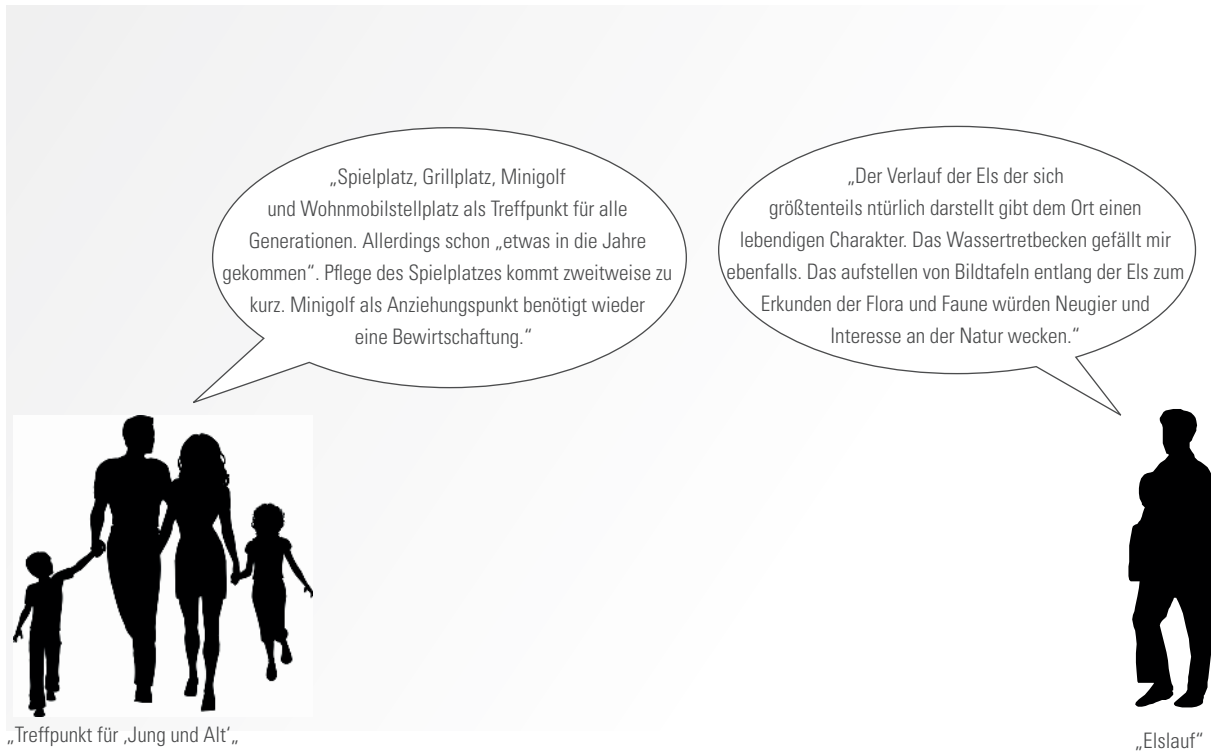 „Spielplatz, Grillplatz, Minigolf
und Wohnmobilstellplatz als Treffpunkt für alle
Generationen. Allerdings schon „etwas in die Jahre
gekommen“. Pflege des Spielplatzes kommt zweitweise zu
kurz. Minigolf als Anziehungspunkt benötigt wieder
eine Bewirtschaftung.“
„Der Verlauf der Els der sich
größtenteils ntürlich darstellt gibt dem Ort einen
lebendigen Charakter. Das Wassertretbecken gefällt mir
ebenfalls. Das aufstellen von Bildtafeln entlang der Els zum
Erkunden der Flora und Faune würden Neugier und
Interesse an der Natur wecken.“
„Treffpunkt für ‚Jung und Alt‘„
„Elslauf“